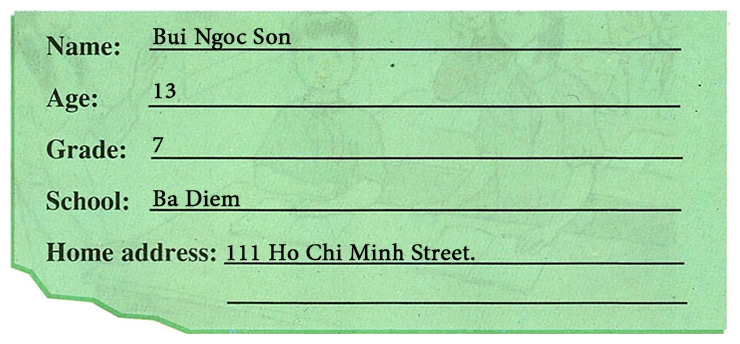 Name: Bui Ngoc Son
Age: 13
Grade: 7
School: Ba Diem
Home address: 111 Ho Chi Minh Street.